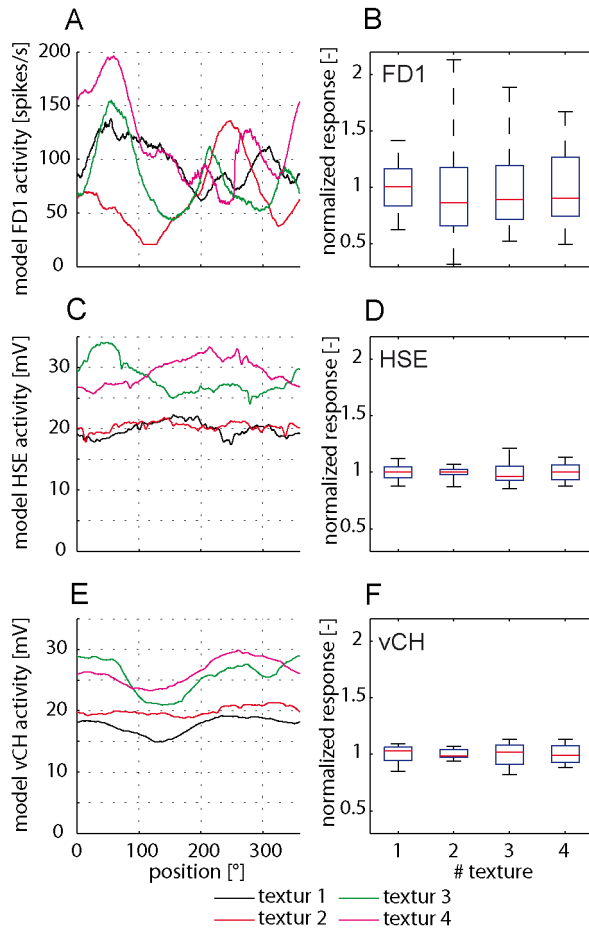 A
B
model FD1 activity [spikes/s]
200
150
100
50
0
normalized response [-]
2
1.5
1
0.5
FD1
C
D
model HSE activity [mV]
30
20
10
0
normalized response [-]
2
1.5
1
0.5
HSE
E
F
model vCH activity [mV]
30
20
10
0
0 100 200 300
position [°]
normalized response [-]
2
1.5
1
0.5
vCH
1 2 3 4
# texture
textur 1
textur 3
textur 2
textur 4